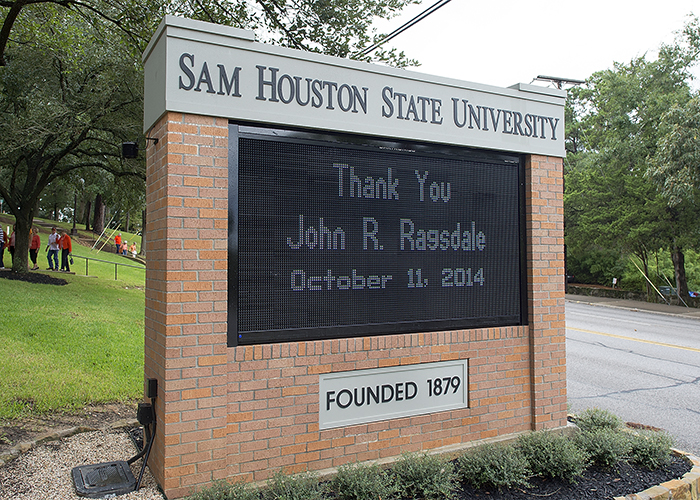 SAM HOUSTON STATE UNIVERSITY
Thank You
John R. Ragsdale
October 11, 2014
FOUNDED 1879